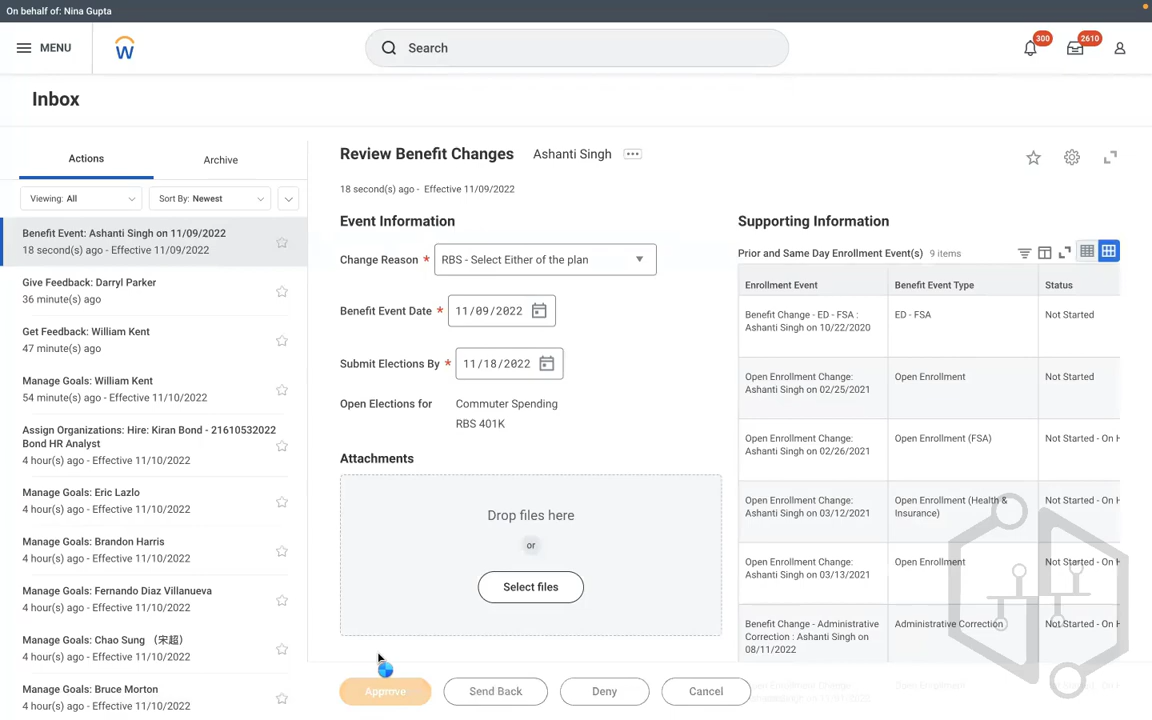 On behalf of: Nina Gupta
MENU
Search
300
2610
Inbox
Actions
Archive
Viewing: All
Sort By: Newest
Benefit Event: Ashanti Singh on 11/09/2022
18 second(s) ago - Effective 11/09/2022
Give Feedback: Darryl Parker
36 minute(s) ago
Get Feedback: William Kent
47 minute(s) ago
Manage Goals: William Kent
54 minute(s) ago - Effective 11/10/2022
Assign Organizations: Hire: Kiran Bond - 21610532022
Bond HR Analyst
4 hour(s) ago - Effective 11/10/2022
Manage Goals: Eric Lazlo
4 hour(s) ago - Effective 11/10/2022
Manage Goals: Brandon Harris
4 hour(s) ago - Effective 11/10/2022
Manage Goals: Fernando Diaz Villanueva
4 hour(s) ago - Effective 11/10/2022
Manage Goals: Chao Sung （宋超）
4 hour(s) ago - Effective 11/10/2022
Manage Goals: Bruce Morton
4 hour(s) ago - Effective 11/10/2022
Review Benefit Changes Ashanti Singh
18 second(s) ago - Effective 11/09/2022
Event Information
Change Reason * RBS - Select Either of the plan
Benefit Event Date * 11/09/2022
Submit Elections By * 11/18/2022
Open Elections for Commuter Spending
RBS 401K
Attachments
Drop files here
or
Select files
Approve
Send Back
Deny
Cancel
Supporting Information
Prior and Same Day Enrollment Event(s) 9 items
Enrollment Event Benefit Event Type Status
Benefit Change - ED - FSA : ED - FSA Not Started
Ashanti Singh on 10/22/2020
Open Enrollment Change: Open Enrollment Not Started
Ashanti Singh on 02/25/2021
Open Enrollment Change: Open Enrollment (FSA) Not Started - On H
Ashanti Singh on 02/26/2021
Open Enrollment Change: Open Enrollment (Health & Not Started - On H
Ashanti Singh on 03/12/2021 Insurance)
Open Enrollment Change: Open Enrollment Not Started - On H
Ashanti Singh on 03/13/2021
Benefit Change - Administrative Administrative Correction Not Started - On H
Correction : Ashanti Singh on
08/11/2022